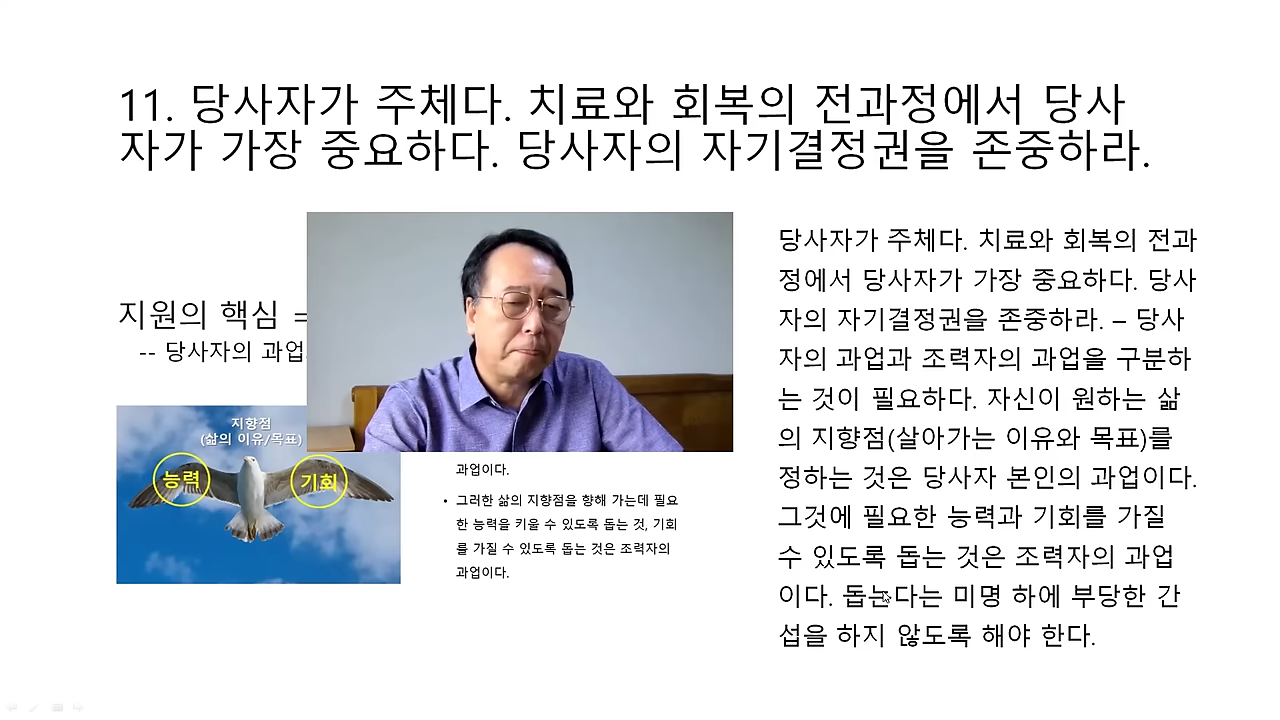 11. 당사자가 주체다. 치료와 회복의 전과정에서 당사
자가 가장 중요하다. 당사자의 자기결정권을 존중하라.
지원의 핵심 =
-- 당사자의 과업
지향점
(삶의 이유/목표)
능력
기회
과업이다.
• 그러한 삶의 지향점을 향해 가는데 필요
한 능력을 키울 수 있도록 돕는 것, 기회
를 가질 수 있도록 돕는 것은 조력자의
과업이다.
당사자가 주체다. 치료와 회복의 전과
정에서 당사자가 가장 중요하다. 당사
자의 자기결정권을 존중하라. – 당사
자의 과업과 조력자의 과업을 구분하
는 것이 필요하다. 자신이 원하는 삶
의 지향점(살아가는 이유와 목표)를
정하는 것은 당사자 본인의 과업이다.
그것에 필요한 능력과 기회를 가질
수 있도록 돕는 것은 조력자의 과업
이다. 돕는다는 미명 하에 부당한 간
섭을 하지 않도록 해야 한다.